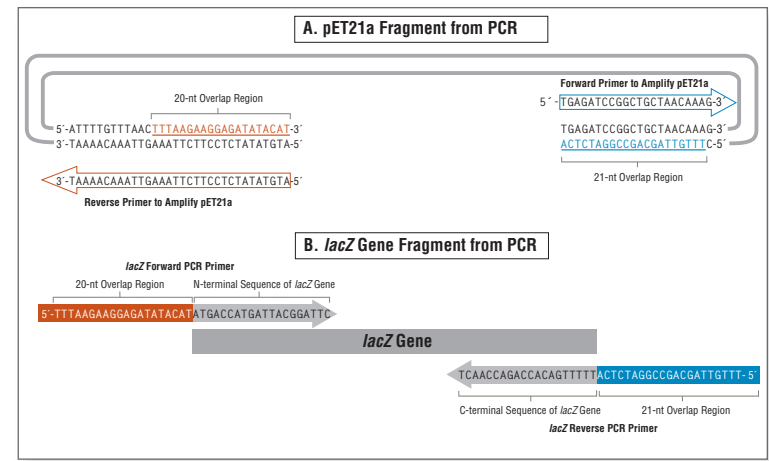 A. pET21a Fragment from PCR
Forward Primer to Amplify pET21a
5´-TGAGATCCGGCTGCTAACAAAG-3´
20-nt Overlap Region
5´-ATTTTGTTTAACTTTAAGAAGGAGATATACAT-3´
3´-TAAAACAAATTGAAATTCTTCCTCTATATGTA-5´
TGAGATCCGGCTGCTAACAAAG-3´
ACTCTAGGCCGACGATTGTTTC-5´
21-nt Overlap Region
3´-TAAAACAAATTGAAATTCTTCCTCTATATGTA-5´
Reverse Primer to Amplify pET21a
B. lacZ Gene Fragment from PCR
lacZ Forward PCR Primer
20-nt Overlap Region
N-terminal Sequence of lacZ Gene
5´-TTTAAGAAGGAGATATACATATGACCATGATTACGGATTC
lacZ Gene
TCAACCAGACCACAGTTTTTACTCTAGGCCGACGATTGTTT-5´
C-terminal Sequence of lacZ Gene
21-nt Overlap Region
lacZ Reverse PCR Primer